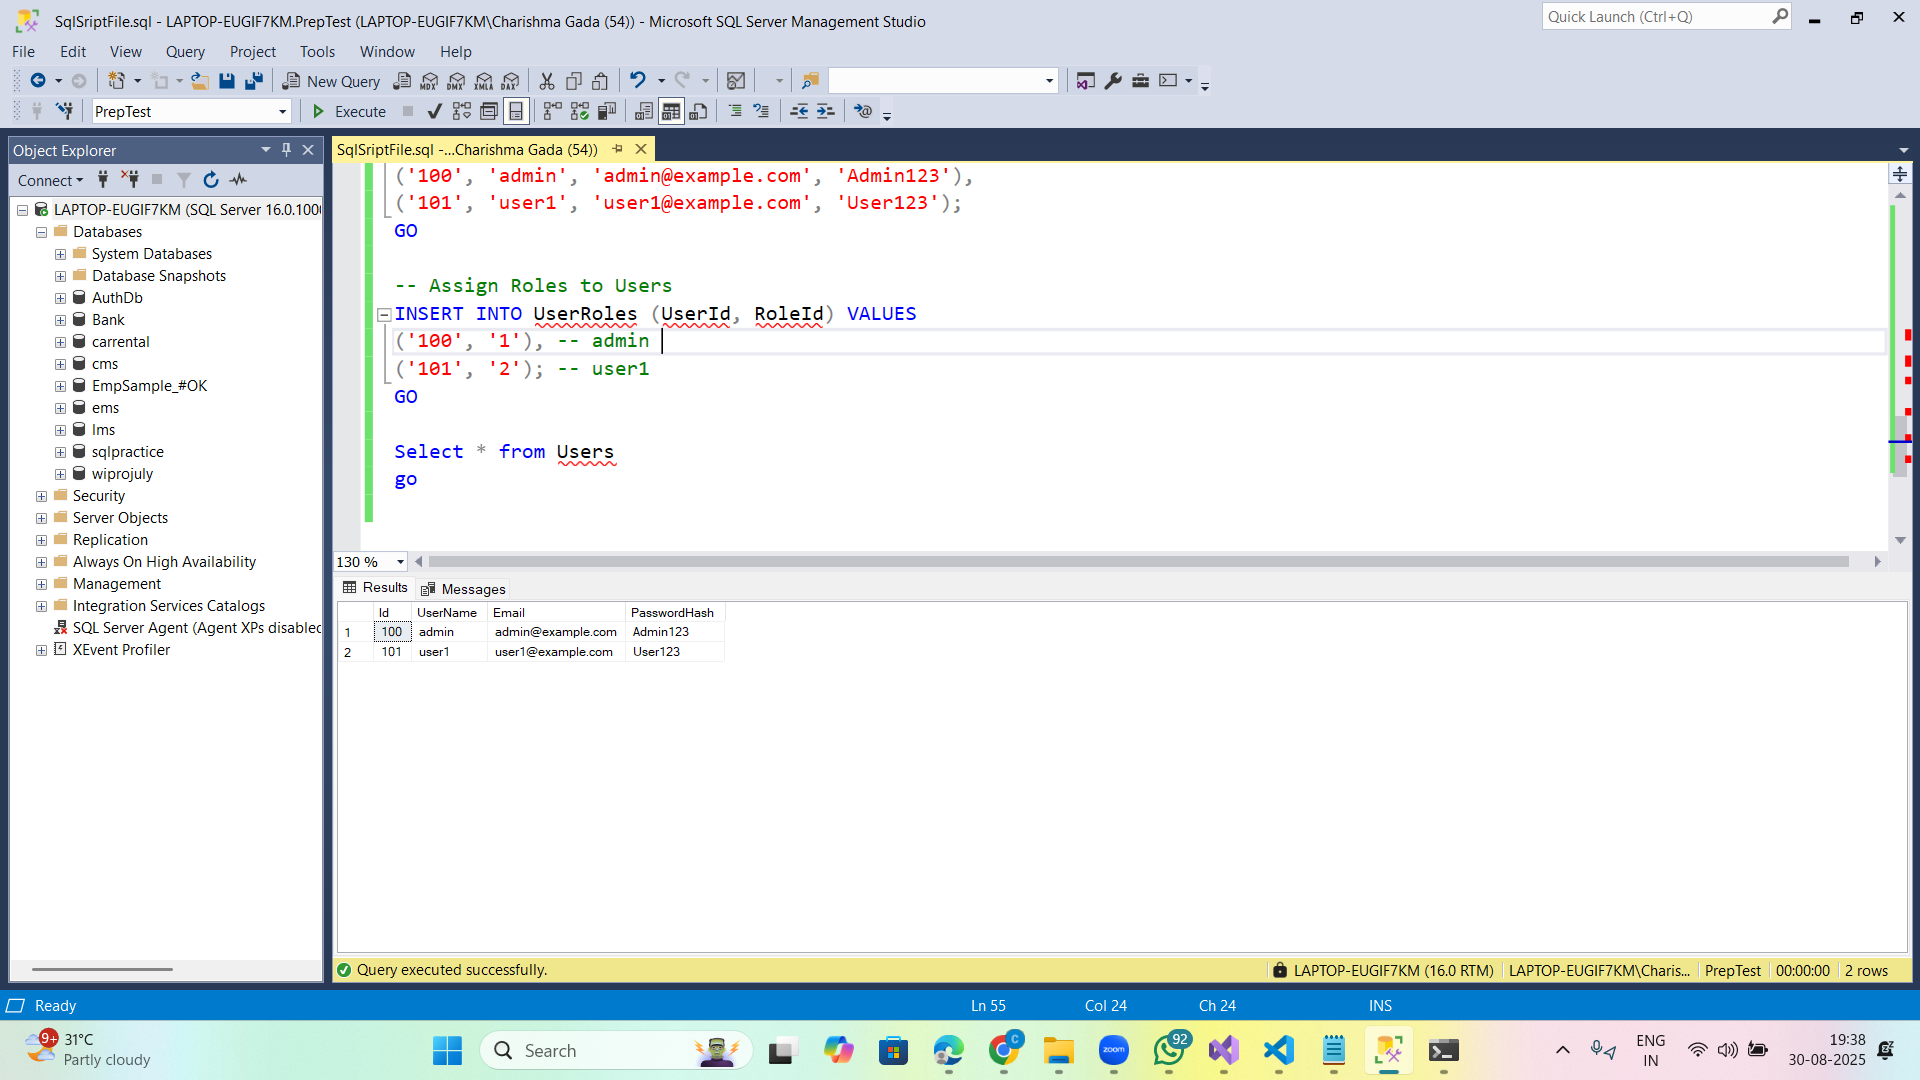 SqlSriptFile.sql - LAPTOP-EUGIF7KM.PrepTest (LAPTOP-EUGIF7KM\Charishma Gada (54)) - Microsoft SQL Server Management Studio
Quick Launch (Ctrl+Q)
File Edit View Query Project Tools Window Help
New Query MDX DMX XMLA DAX
PrepTest Execute
Object Explorer
SqlSriptFile.sql -...Charishma Gada (54))
Connect
LAPTOP-EUGIF7KM (SQL Server 16.0.100
Databases
System Databases
Database Snapshots
AuthDb
Bank
carrental
cms
EmpSample_#OK
ems
lms
sqlpractice
wiprojuly
Security
Server Objects
Replication
Always On High Availability
Management
Integration Services Catalogs
SQL Server Agent (Agent XPs disabled
XEvent Profiler
('100', 'admin', 'admin@example.com', 'Admin123'),
('101', 'user1', 'user1@example.com', 'User123');
GO
-- Assign Roles to Users
INSERT INTO UserRoles (UserId, RoleId) VALUES
('100', '1'), -- admin
('101', '2'); -- user1
GO
Select * from Users
go
130 %
Results Messages
Id UserName Email PasswordHash
1 100 admin admin@example.com Admin123
2 101 user1 user1@example.com User123
Query executed successfully.
LAPTOP-EUGIF7KM (16.0 RTM) LAPTOP-EUGIF7KM\Charis... PrepTest 00:00:00 2 rows
Ready Ln 55 Col 24 Ch 24 INS
9+ 31°C
Partly cloudy
Search
C
zoom
92
ENG
IN
19:38
30-08-2025